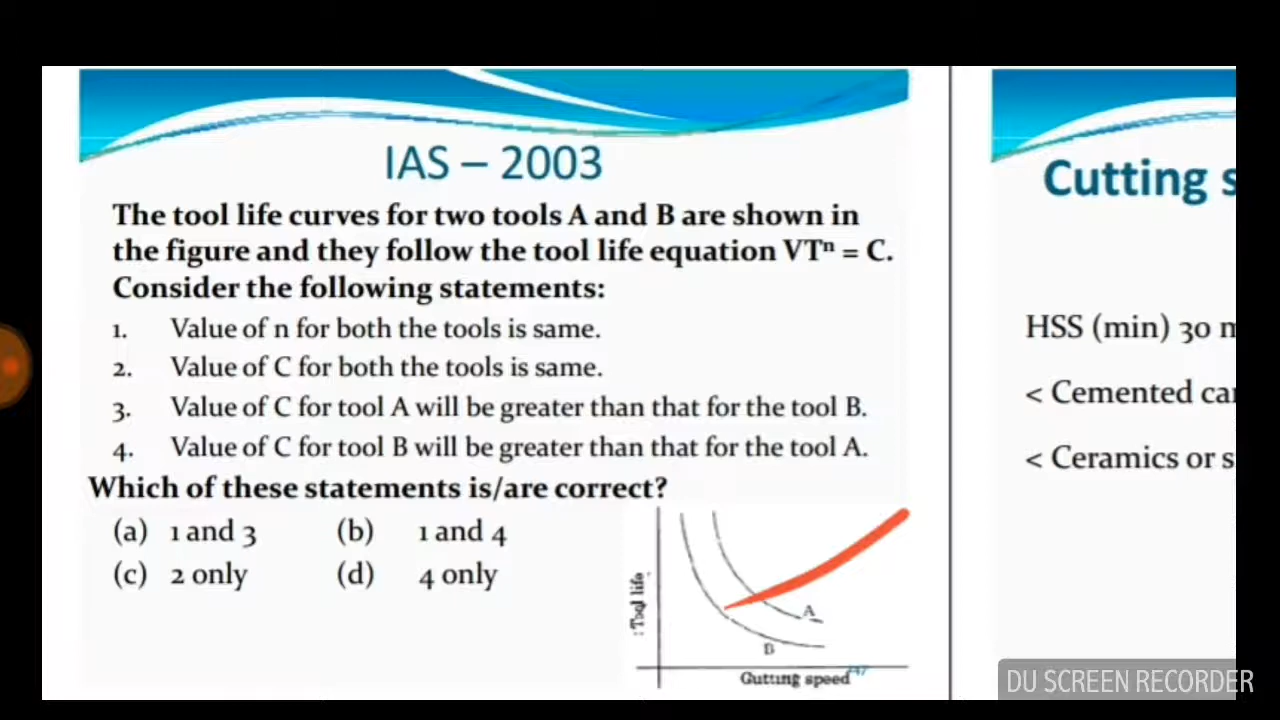 IAS – 2003
The tool life curves for two tools A and B are shown in
the figure and they follow the tool life equation VTⁿ = C.
Consider the following statements:
1. Value of n for both the tools is same.
2. Value of C for both the tools is same.
3. Value of C for tool A will be greater than that for the tool B.
4. Value of C for tool B will be greater than that for the tool A.
Which of these statements is/are correct?
(a) 1 and 3 (b) 1 and 4
(c) 2 only (d) 4 only
Tool life
A
B
Cutting speed
Cutting s
HSS (min) 30 m
< Cemented car
< Ceramics or s
DU SCREEN RECORDER